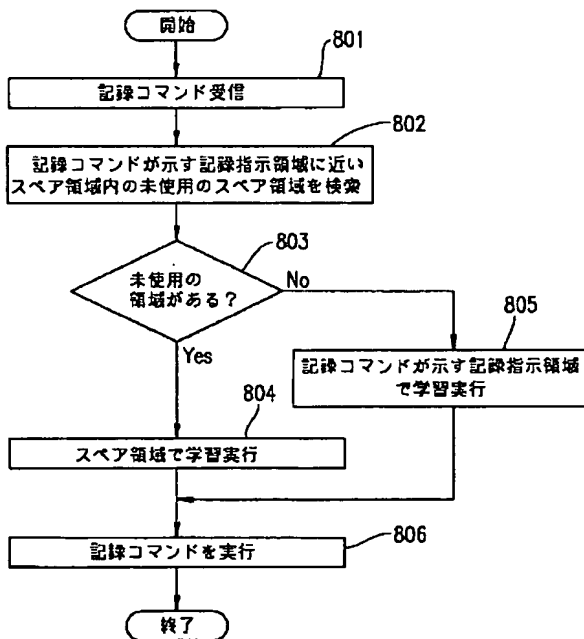 開始
801
記録コマンド受信
802
記録コマンドが示す記録指示領域に近い
スペア領域内の未使用のスペア領域を検索
803
未使用の
領域がある？
No
Yes
805
記録コマンドが示す記録指示領域
で学習実行
804
スペア領域で学習実行
806
記録コマンドを実行
終了